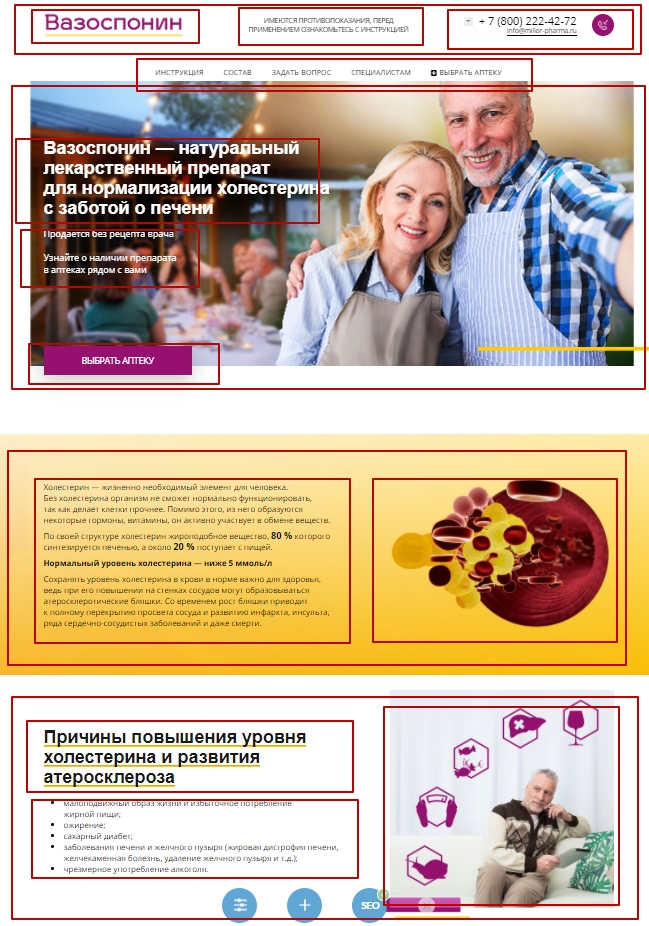 Вазоспонин
ИМЕЮТСЯ ПРОТИВОПОКАЗАНИЯ, ПЕРЕД
ПРИМЕНЕНИЕМ ОЗНАКОМЬТЕСЬ С ИНСТРУКЦИЕЙ
+ 7 (800) 222-42-72
info@millor-pharma.ru
ИНСТРУКЦИЯ СОСТАВ ЗАДАТЬ ВОПРОС СПЕЦИАЛИСТАМ ВЫБРАТЬ АПТЕКУ
Вазоспонин — натуральный
лекарственный препарат
для нормализации холестерина
с заботой о печени
Продается без рецепта врача
Узнайте о наличии препарата
в аптеках рядом с вами
ВЫБРАТЬ АПТЕКУ
Холестерин — жизненно необходимый элемент для человека.
Без холестерина организм не сможет нормально функционировать,
так как делает клетки прочнее. Помимо этого, из него образуются
некоторые гормоны, витамины, он активно участвует в обмене веществ.
По своей структуре холестерин жироподобное вещество, 80 % которого
синтезируется печенью, а около 20 % поступает с пищей.
Нормальный уровень холестерина — ниже 5 ммоль/л
Сохранять уровень холестерина в крови в норме важно для здоровья,
ведь при его повышении на стенках сосудов могут образовываться
атеросклеротические бляшки. Со временем рост бляшки приводит
к полному перекрытию просвета сосуда и развитию инфаркта, инсульта,
ряда сердечно-сосудистых заболеваний и даже смерти.
Причины повышения уровня
холестерина и развития
атеросклероза
малоподвижный образ жизни и избыточное потребление
жирной пищи;
ожирение;
сахарный диабет;
заболевания печени и желчного пузыря (жировая дистрофия печени,
желчекаменная болезнь, удаление желчного пузыря и т.д.);
чрезмерное употребление алкоголя.
SEO